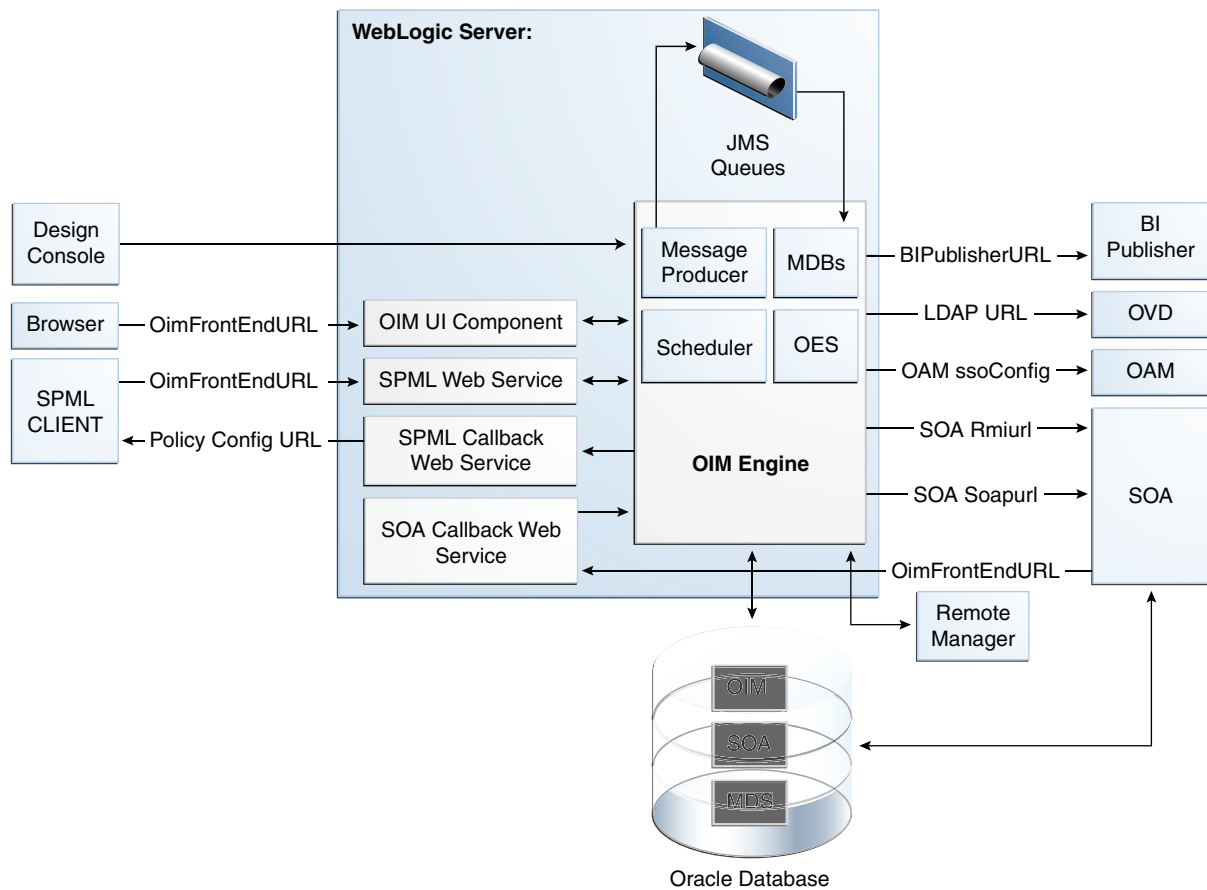 WebLogic Server:
JMS
Queues
Design
Console
Message
Producer
MDBs
BIPublisherURL
BI
Publisher
Browser
OimFrontEndURL
OIM UI Component
Scheduler
OES
LDAP URL
OVD
SPML
CLIENT
OimFrontEndURL
SPML Web Service
OAM ssoConfig
OAM
Policy Config URL
SPML Callback
Web Service
OIM Engine
SOA Rmiurl
SOA Soapurl
SOA
SOA Callback Web
Service
OimFrontEndURL
Remote
Manager
OIM
SOA
MDS
Oracle Database